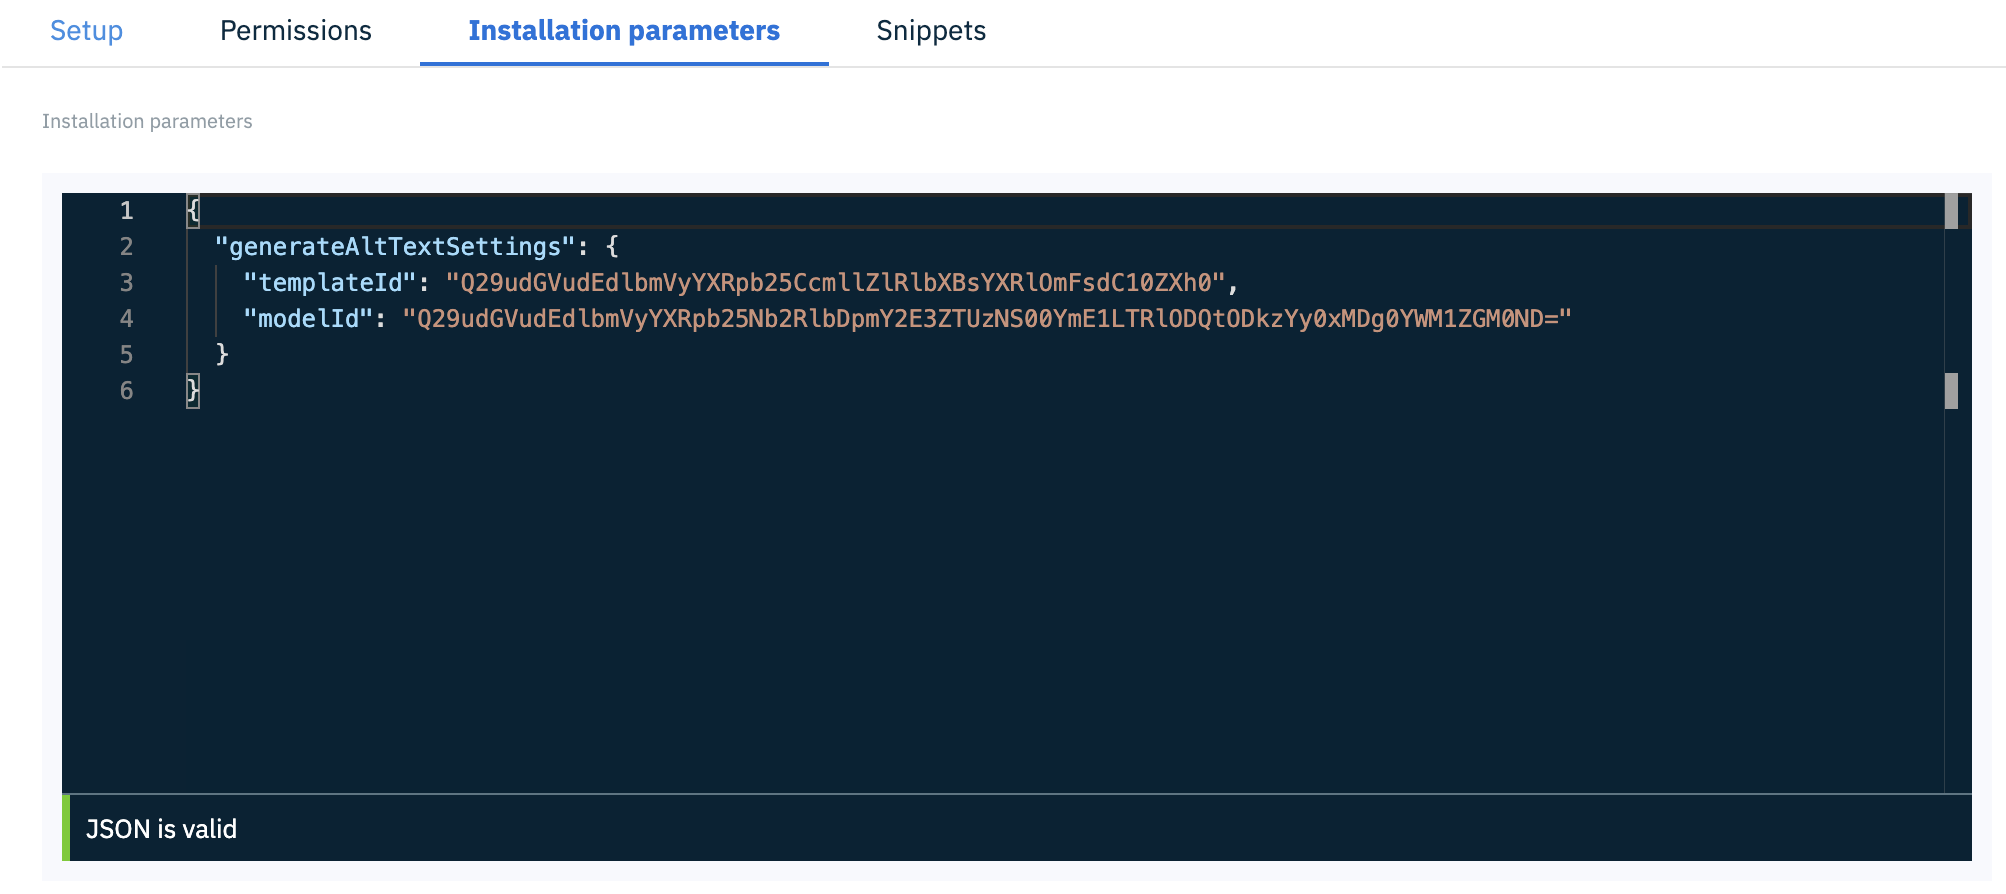 Setup Permissions Installation parameters Snippets
Installation parameters
1 {
2 "generateAltTextSettings": {
3 "templateId": "Q29udGVudEdlbmVyYXRpb25CcmllZlRlbXBsYXRlOmFsdC10ZXh0",
4 "modelId": "Q29udGVudEdlbmVyYXRpb25Nb2RlbDpmY2E3ZTUzNS00YmE1LTRlODQtODkzYy0xMDg0YWM1ZGM0ND="
5 }
6 }
JSON is valid